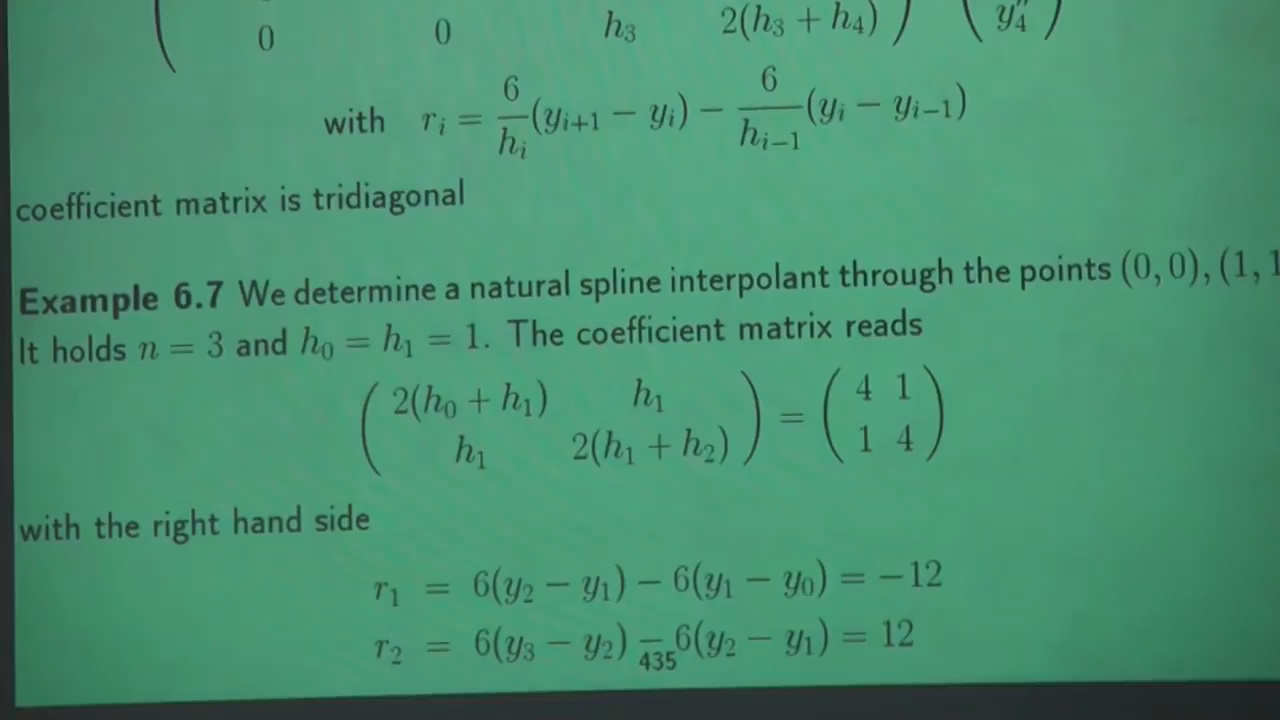 0 0 h₃ 2(h₃ + h₄) y₄″
with rᵢ = 6/hᵢ (yᵢ₊₁ − yᵢ) − 6/hᵢ₋₁ (yᵢ − yᵢ₋₁)
coefficient matrix is tridiagonal
Example 6.7 We determine a natural spline interpolant through the points (0, 0), (1, 1
It holds n = 3 and h₀ = h₁ = 1. The coefficient matrix reads
( 2(h₀ + h₁) h₁ ) = ( 4 1 )
( h₁ 2(h₁ + h₂) ) ( 1 4 )
with the right hand side
r₁ = 6(y₂ − y₁) − 6(y₁ − y₀) = −12
r₂ = 6(y₃ − y₂) − 6(y₂ − y₁) = 12
435